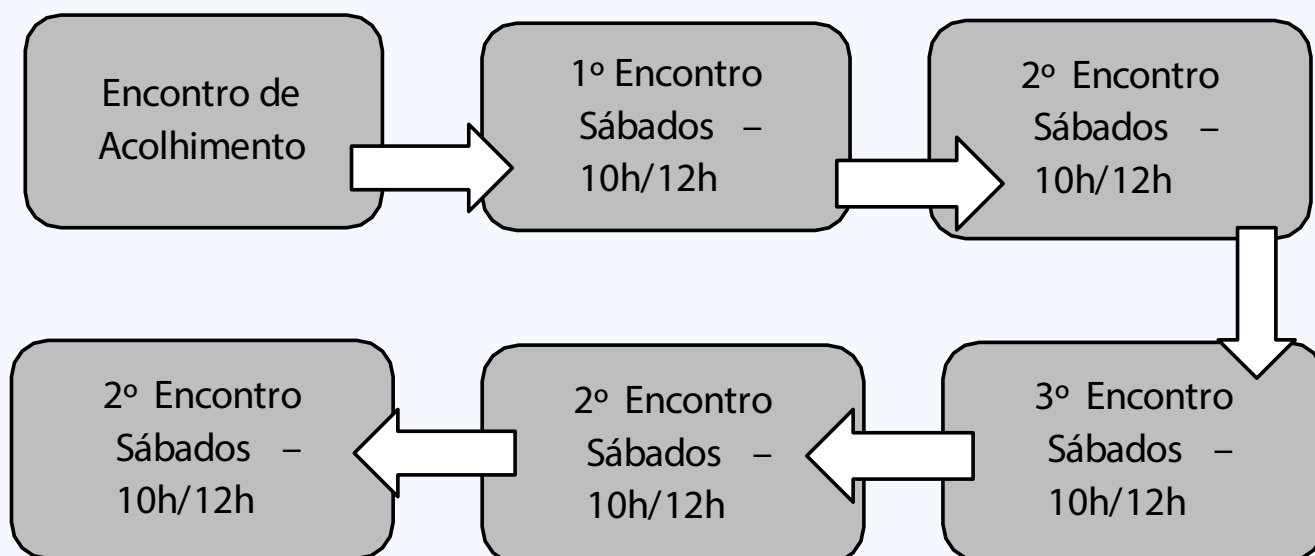 Encontro de
Acolhimento
1º Encontro
Sábados –
10h/12h
2º Encontro
Sábados –
10h/12h
3º Encontro
Sábados –
10h/12h
2º Encontro
Sábados –
10h/12h
2º Encontro
Sábados –
10h/12h